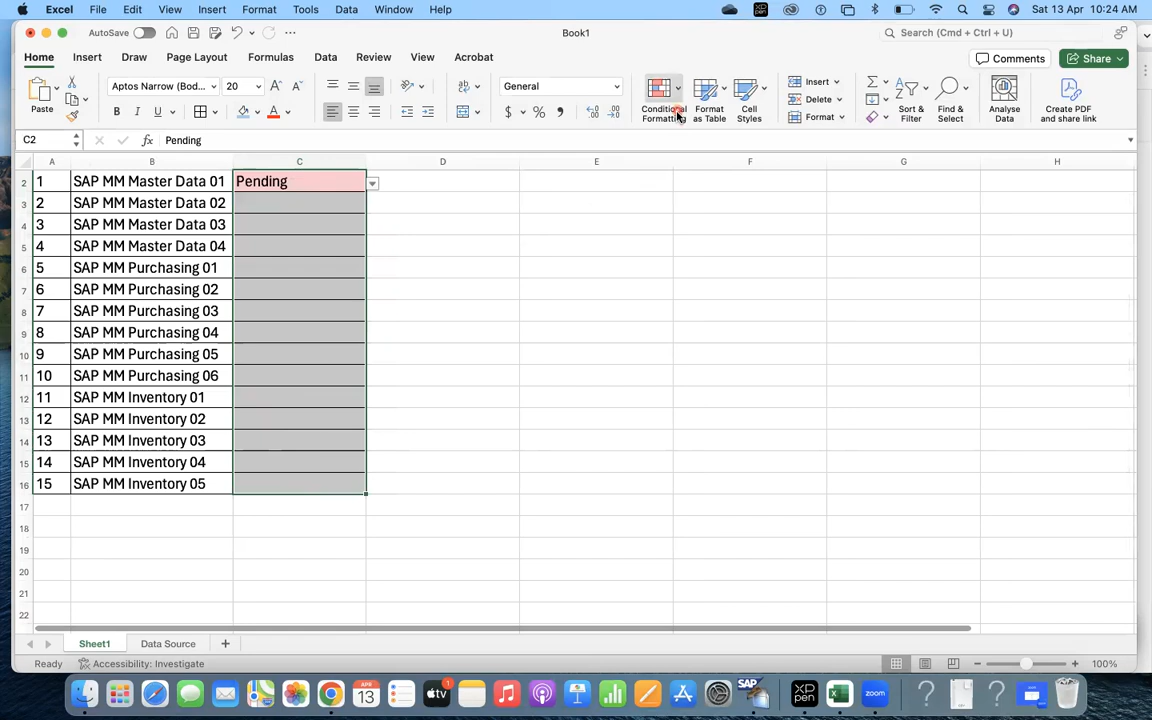 Excel File Edit View Insert Format Tools Data Window Help Sat 13 Apr 10:24 AM
AutoSave Book1 Search (Cmd + Ctrl + U)
Home Insert Draw Page Layout Formulas Data Review View Acrobat Comments Share
Paste Aptos Narrow (Bod... 20 A A General Conditional Formatting Format as Table Cell Styles Insert Delete Format Sort & Filter Find & Select Analyse Data Create PDF and share link
B I U A $ %
C2 fx Pending
A B C D E F G H
2 1 SAP MM Master Data 01 Pending
3 2 SAP MM Master Data 02
4 3 SAP MM Master Data 03
5 4 SAP MM Master Data 04
6 5 SAP MM Purchasing 01
7 6 SAP MM Purchasing 02
8 7 SAP MM Purchasing 03
9 8 SAP MM Purchasing 04
10 9 SAP MM Purchasing 05
11 10 SAP MM Purchasing 06
12 11 SAP MM Inventory 01
13 12 SAP MM Inventory 02
14 13 SAP MM Inventory 03
15 14 SAP MM Inventory 04
16 15 SAP MM Inventory 05
17
18
19
20
21
22
Sheet1 Data Source
Ready Accessibility: Investigate 100%
APR 13 tv 1 SAP XP PEN zoom